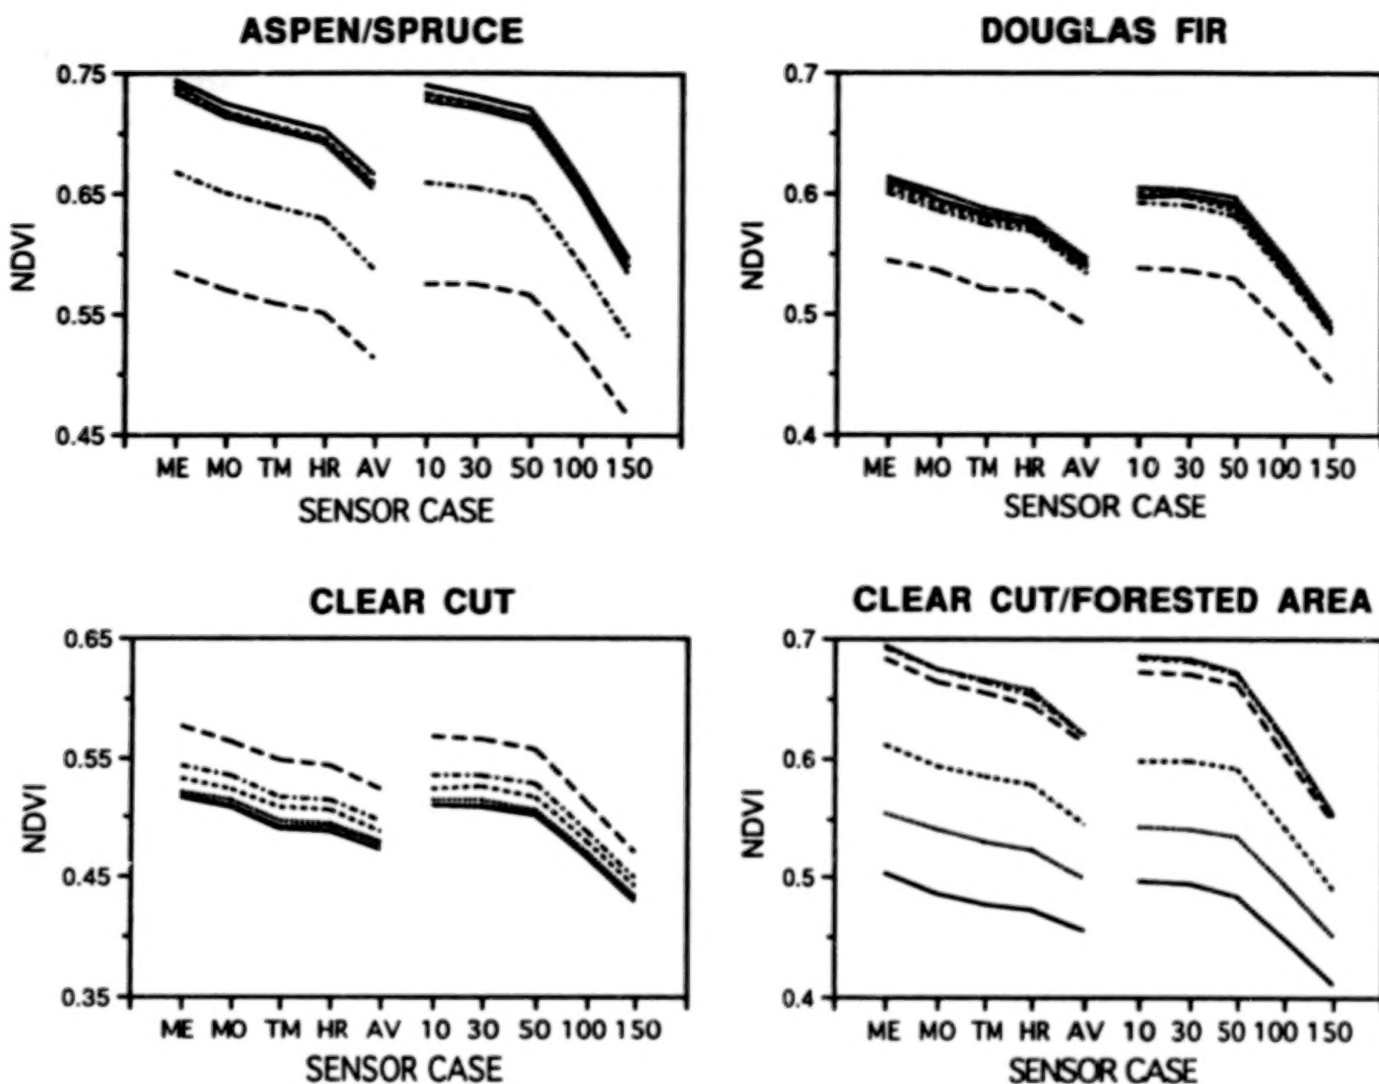 ASPEN/SPRUCE
0.75
0.65
0.55
0.45
NDVI
ME MO TM HR AV 10 30 50 100 150
SENSOR CASE
DOUGLAS FIR
0.7
0.6
0.5
0.4
NDVI
ME MO TM HR AV 10 30 50 100 150
SENSOR CASE
CLEAR CUT
0.65
0.55
0.45
0.35
NDVI
ME MO TM HR AV 10 30 50 100 150
SENSOR CASE
CLEAR CUT/FORESTED AREA
0.7
0.6
0.5
0.4
NDVI
ME MO TM HR AV 10 30 50 100 150
SENSOR CASE